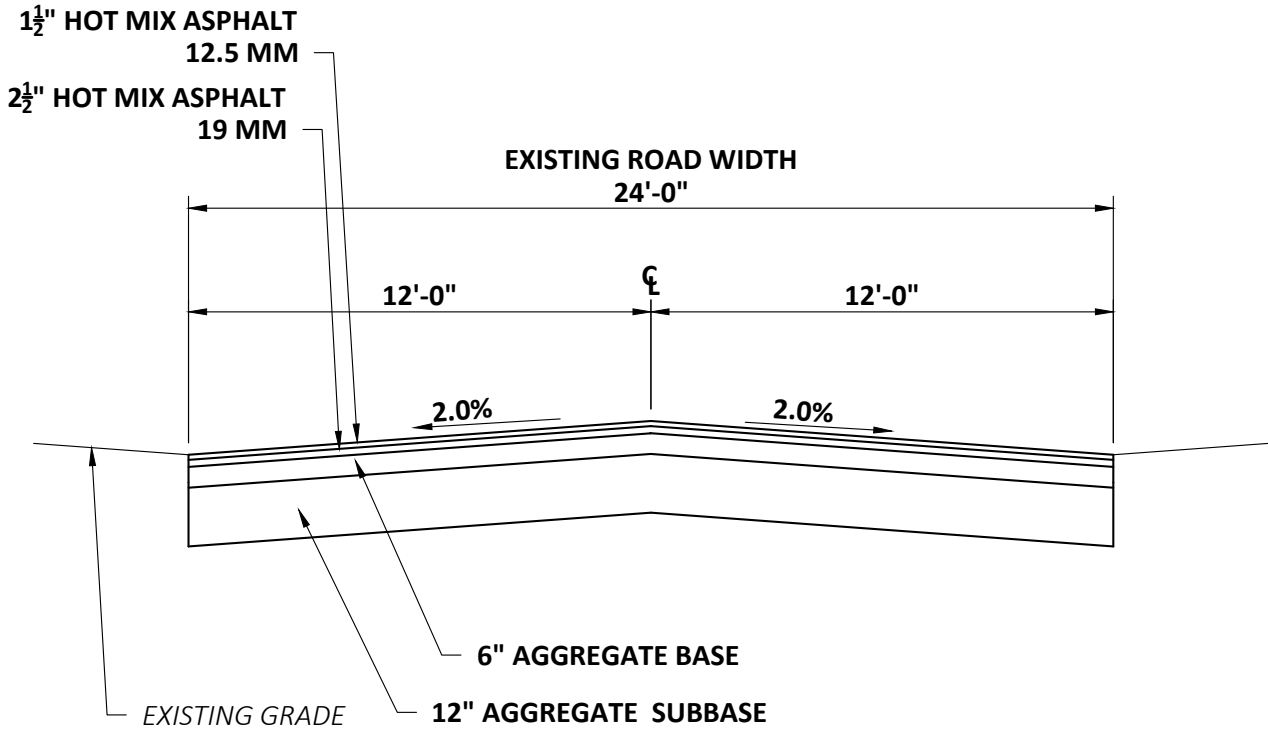 1½" HOT MIX ASPHALT
12.5 MM
2½" HOT MIX ASPHALT
19 MM
EXISTING ROAD WIDTH
24'-0"
℄
12'-0"
12'-0"
2.0%
2.0%
6" AGGREGATE BASE
12" AGGREGATE SUBBASE
EXISTING GRADE